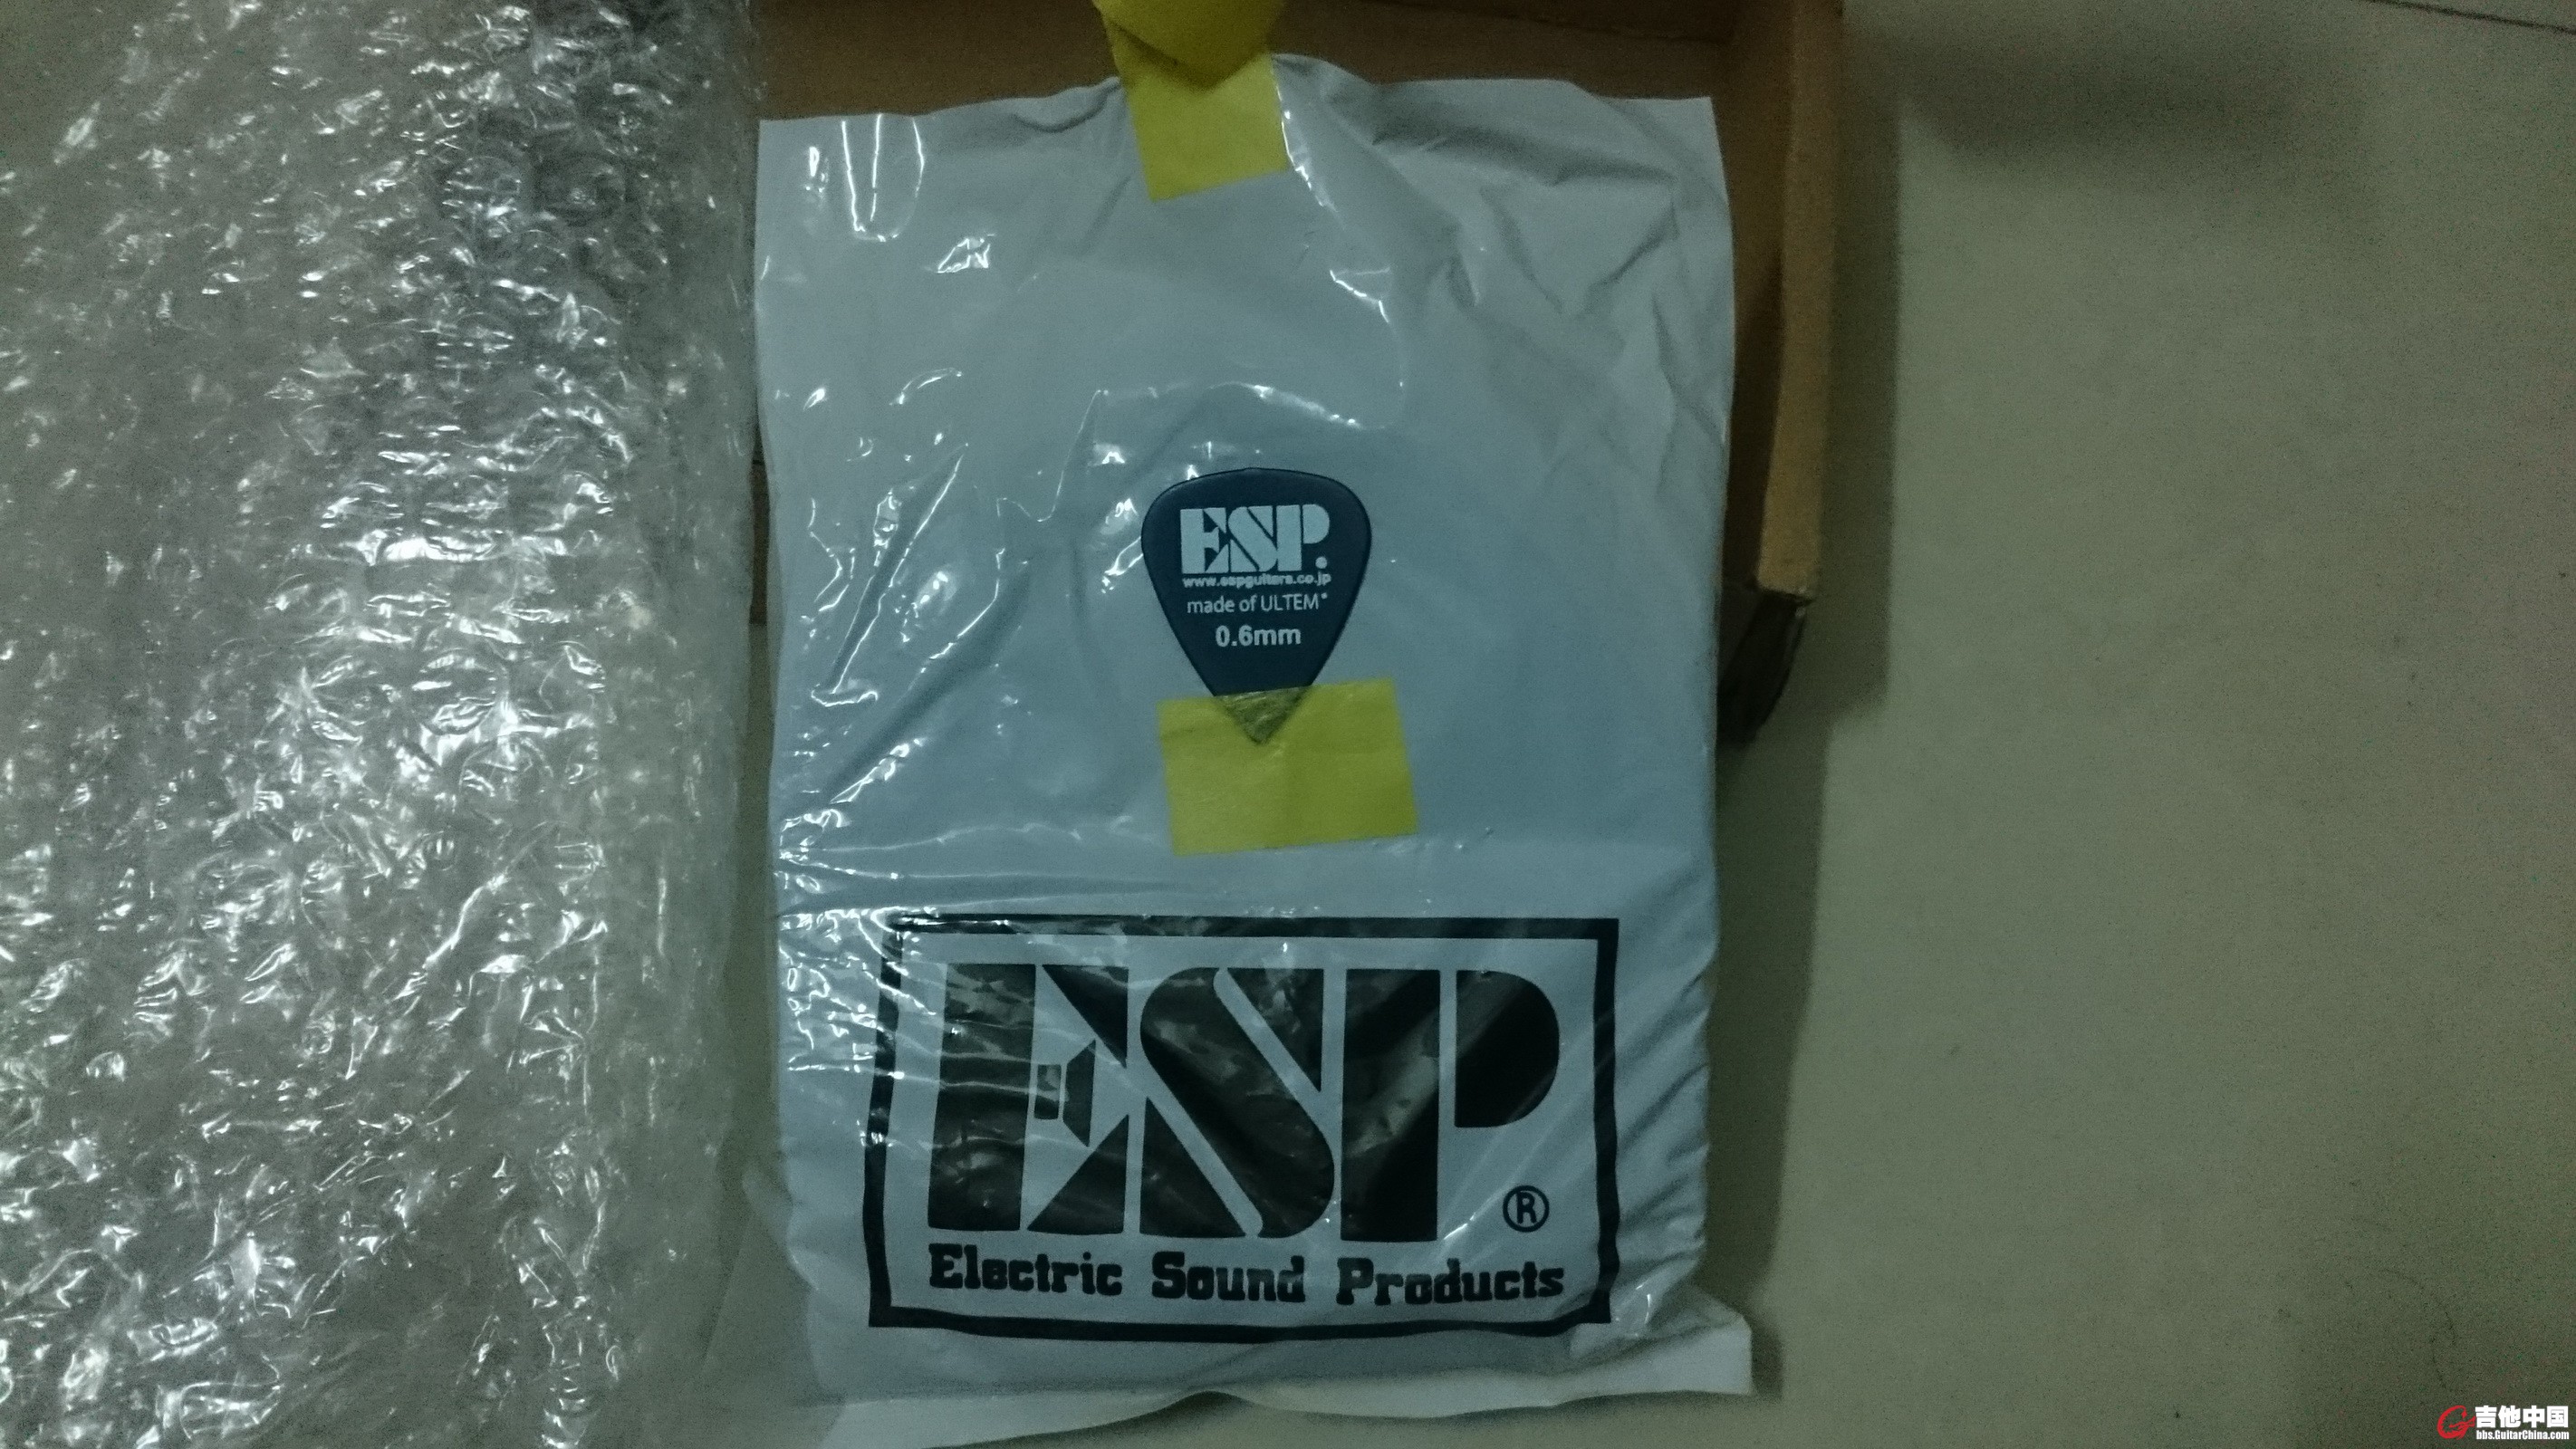 ESP.
www.espguitars.co.jp
made of ULTEM®
0.6mm
ESP®
Electric Sound Products
吉他中国
bbs.GuitarChina.com